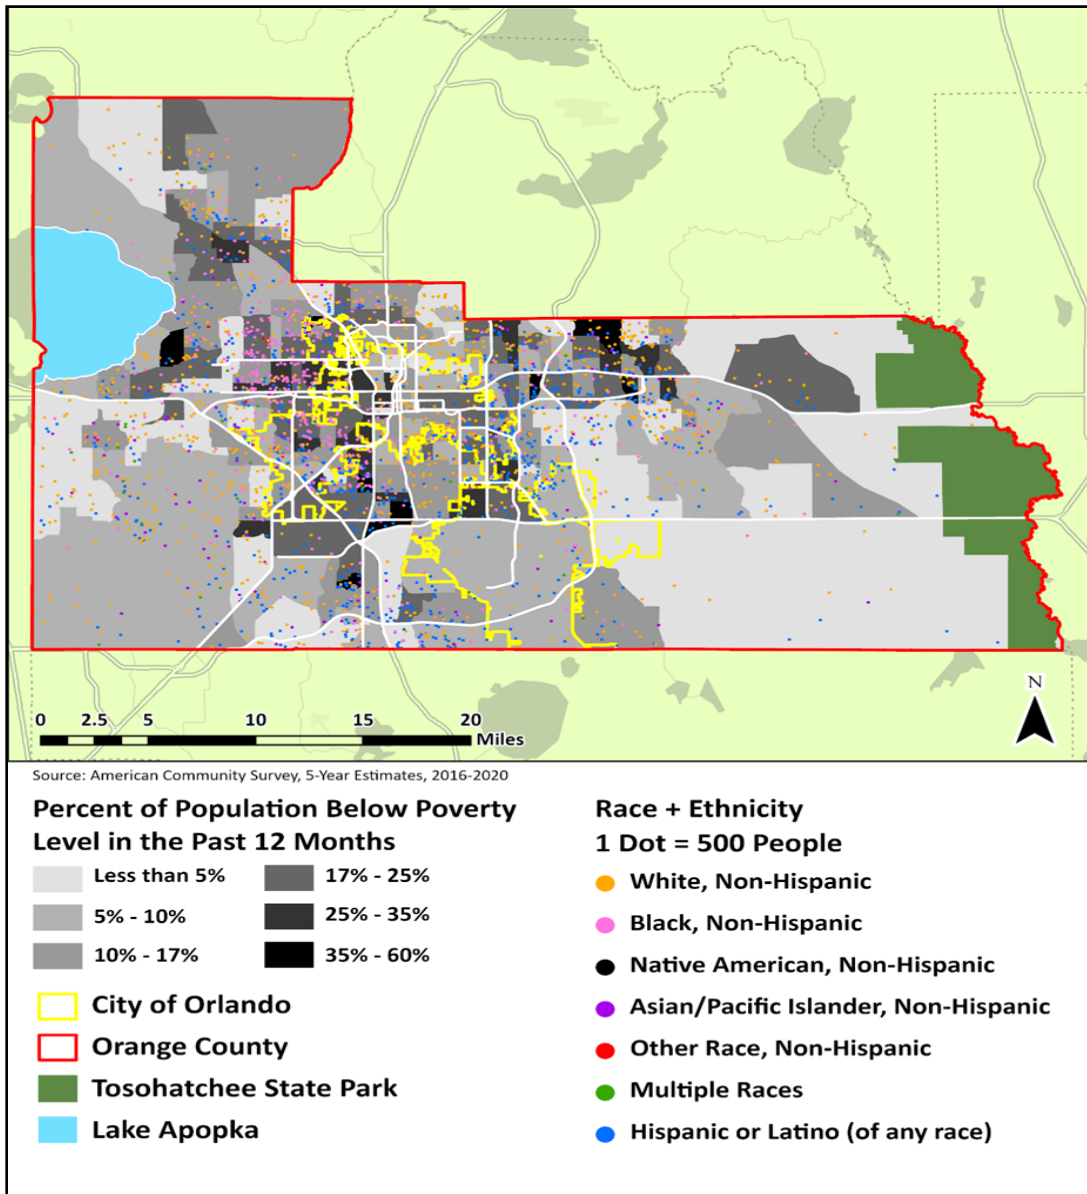 N
0 2.5 5 10 15 20
Miles
Source: American Community Survey, 5-Year Estimates, 2016-2020
Percent of Population Below Poverty
Level in the Past 12 Months
Less than 5%
17% - 25%
5% - 10%
25% - 35%
10% - 17%
35% - 60%
City of Orlando
Orange County
Tosohatchee State Park
Lake Apopka
Race + Ethnicity
1 Dot = 500 People
White, Non-Hispanic
Black, Non-Hispanic
Native American, Non-Hispanic
Asian/Pacific Islander, Non-Hispanic
Other Race, Non-Hispanic
Multiple Races
Hispanic or Latino (of any race)